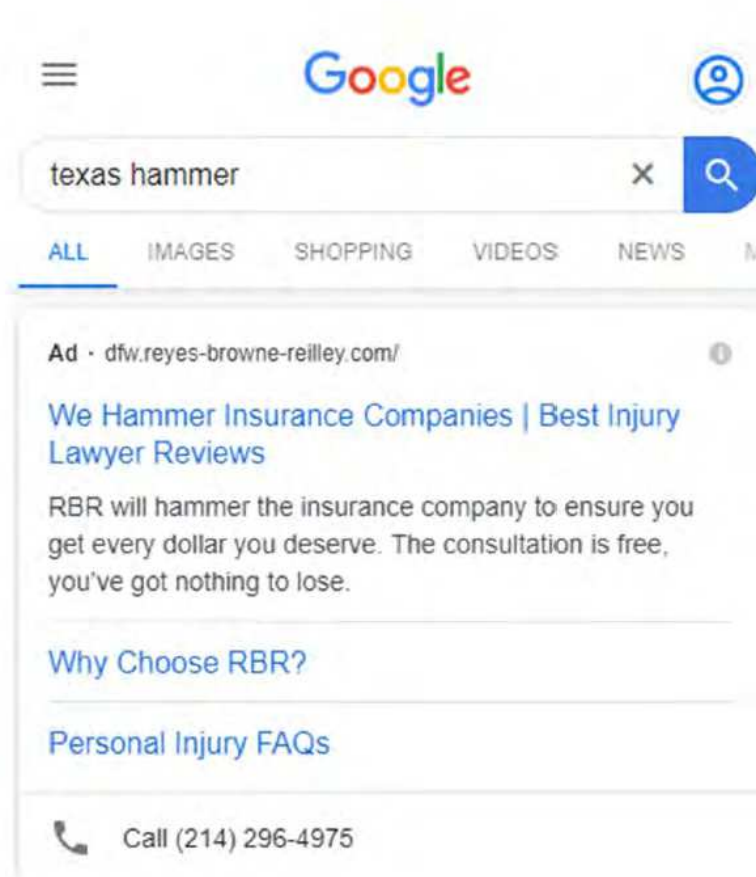 Google
texas hammer
ALL IMAGES SHOPPING VIDEOS NEWS
Ad · dfw.reyes-browne-reilley.com/
We Hammer Insurance Companies | Best Injury
Lawyer Reviews
RBR will hammer the insurance company to ensure you
get every dollar you deserve. The consultation is free,
you've got nothing to lose.
Why Choose RBR?
Personal Injury FAQs
Call (214) 296-4975